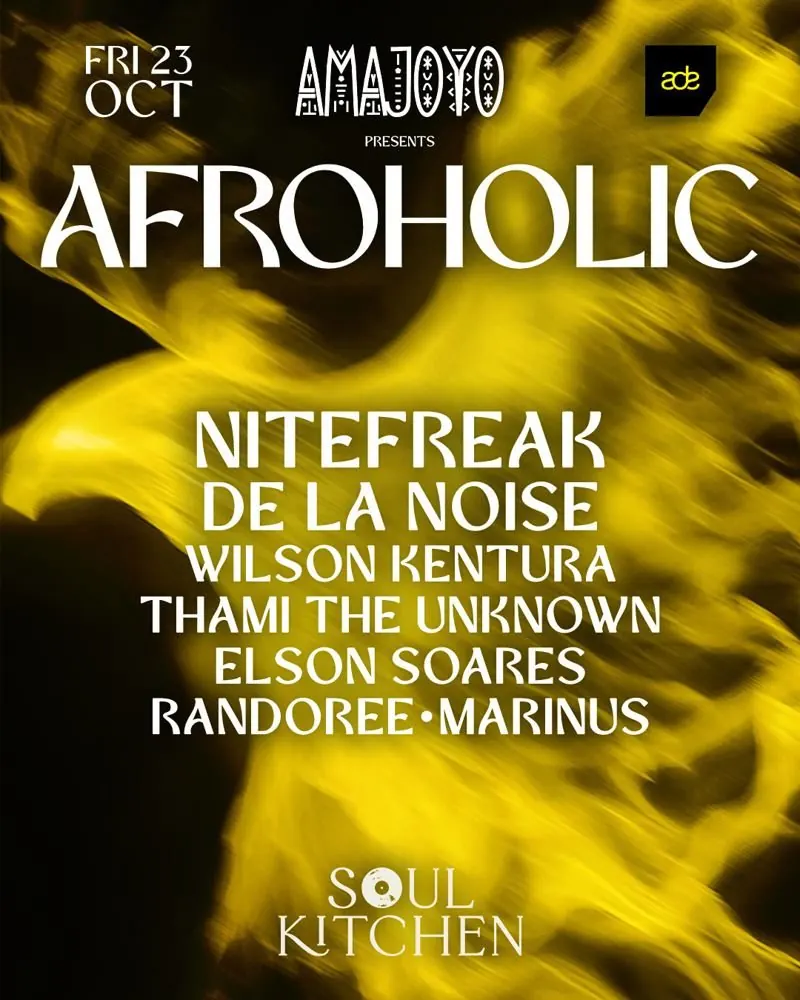 FRI 23
OCT
AMAJOYO
ade
PRESENTS
AFROHOLIC
NITEFREAK
DE LA NOISE
WILSON KENTURA
THAMI THE UNKNOWN
ELSON SOARES
RANDOREE • MARINUS
SOUL
KITCHEN